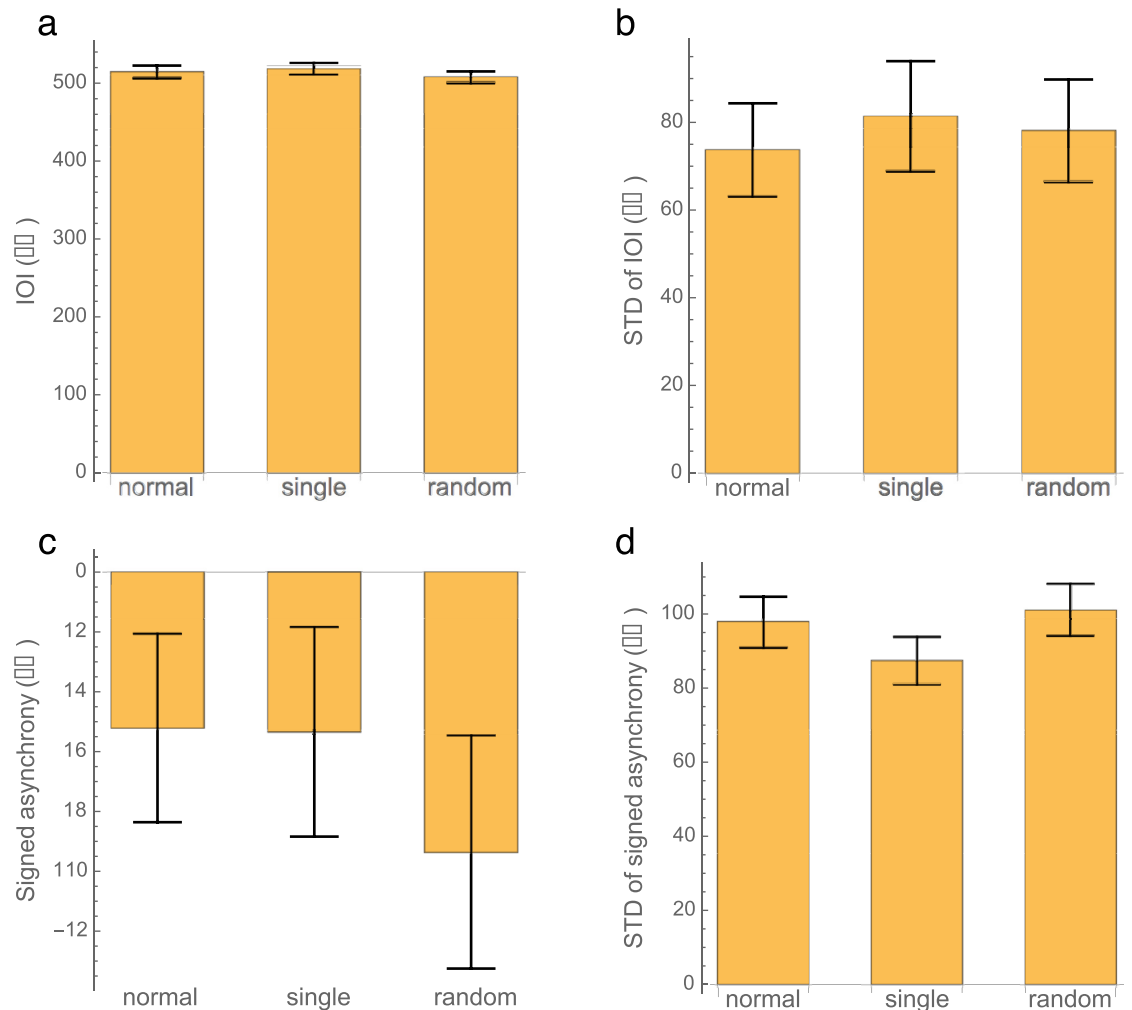 a
500
400
300
200
100
0
IOI (▯▯ )
normal single random
b
80
60
40
20
0
STD of IOI (▯▯ )
normal single random
c
0
12
14
16
18
110
−12
Signed asynchrony (▯▯ )
normal single random
d
100
80
60
40
20
0
STD of signed asynchrony (▯▯ )
normal single random